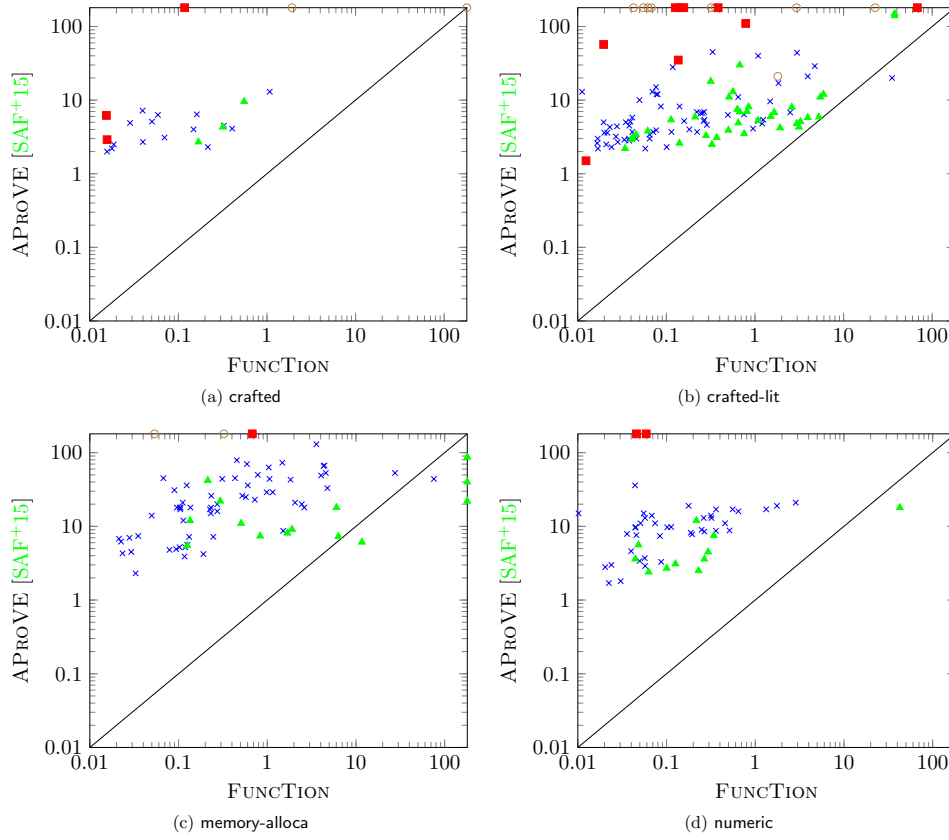 100
10
1
0.1
0.01
0.01 0.1 1 10 100
APROVE [SAF+15]
FUNCTION
(a) crafted
100
10
1
0.1
0.01
0.01 0.1 1 10 100
APROVE [SAF+15]
FUNCTION
(b) crafted-lit
100
10
1
0.1
0.01
0.01 0.1 1 10 100
APROVE [SAF+15]
FUNCTION
(c) memory-alloca
100
10
1
0.1
0.01
0.01 0.1 1 10 100
APROVE [SAF+15]
FUNCTION
(d) numeric